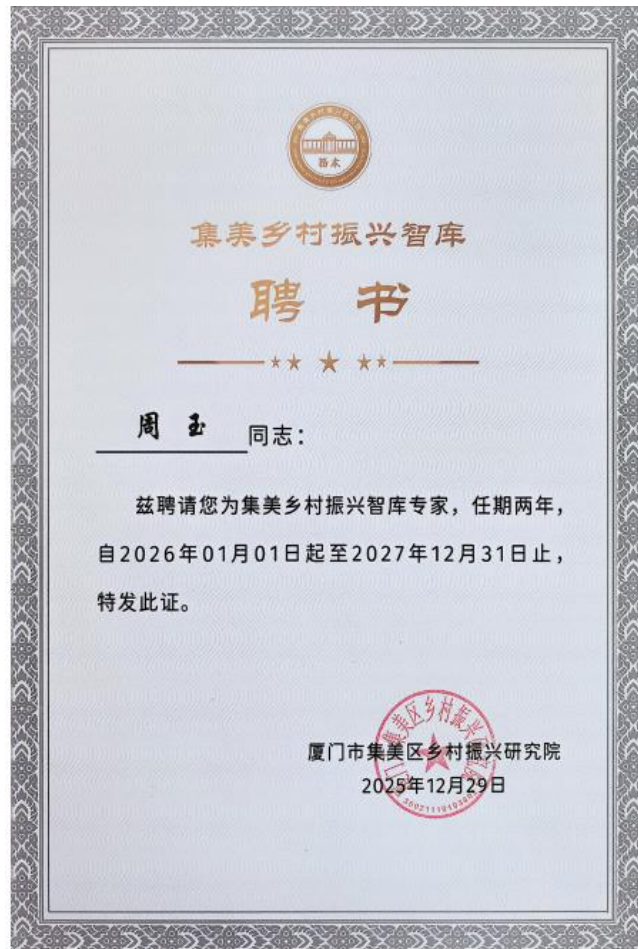 集美乡村振兴智库
聘 书
周 玉 同志：
兹聘请您为集美乡村振兴智库专家，任期两年，
自2026年01月01日起至2027年12月31日止，
特发此证。
厦门市集美区乡村振兴研究院
2025年12月29日